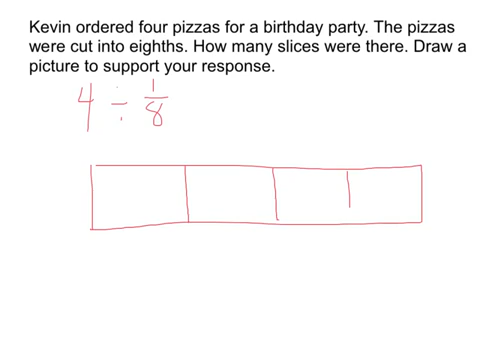 Kevin ordered four pizzas for a birthday party. The pizzas
were cut into eighths. How many slices were there. Draw a
picture to support your response.
4 ÷ 1/8